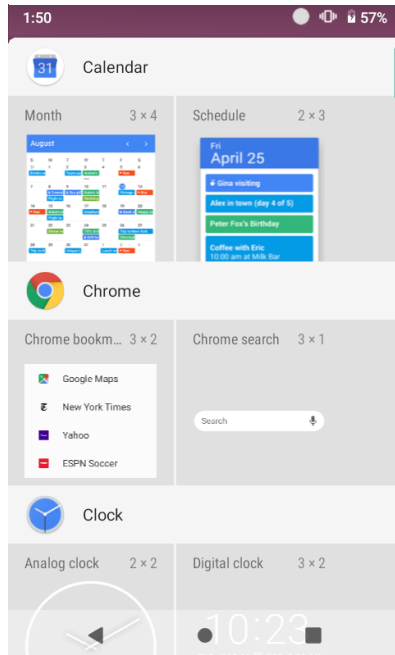 1:50 57%
31 Calendar
Month 3 × 4 Schedule 2 × 3
August
S M T W T F S
Fri
April 25
Gina visiting
Alex in town (day 4 of 5)
Peter Fox's Birthday
Coffee with Eric
10:00 am at Milk Bar
Chrome
Chrome bookm... 3 × 2 Chrome search 3 × 1
Google Maps
New York Times
Yahoo
ESPN Soccer
Search
Clock
Analog clock 2 × 2 Digital clock 3 × 2
10:23